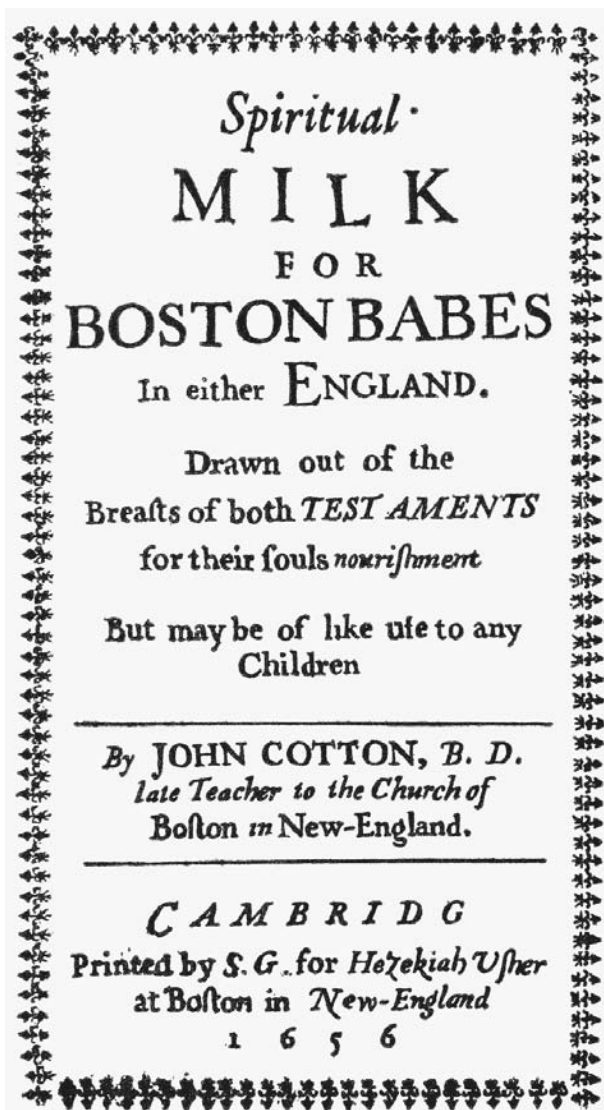 Spiritual
MILK
FOR
BOSTON BABES
In either ENGLAND.
Drawn out of the
Breaſts of both TESTAMENTS
for their ſouls nouriſhment
But may be of like uſe to any
Children
By JOHN COTTON, B. D.
late Teacher to the Church of
Boſton in New-England.
CAMBRIDG
Printed by S. G. for Hezekiah Uſher
at Boſton in New-England
1656